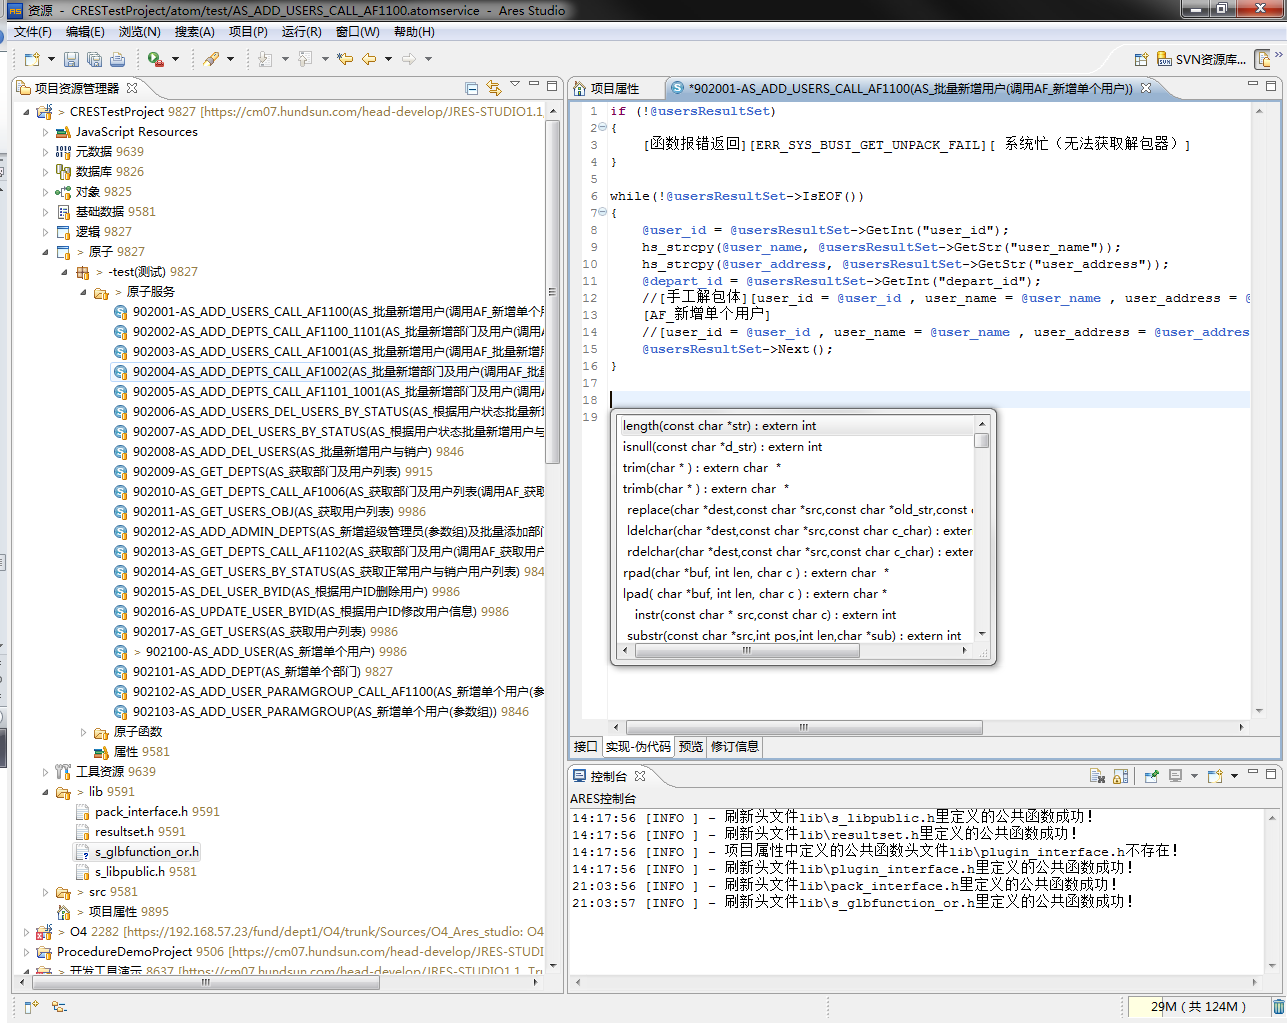 资源 - CRESTestProject/atom/test/AS_ADD_USERS_CALL_AF1100.atomservice - Ares Studio
文件(F) 编辑(E) 浏览(N) 搜索(A) 项目(P) 运行(R) 窗口(W) 帮助(H)
SVN资源库...
项目资源管理器
> CRESTestProject 9827 [https://cm07.hundsun.com/head-develop/JRES-STUDIO1.1
JavaScript Resources
元数据 9639
数据库 9826
对象 9825
基础数据 9581
逻辑 9827
> 原子 9827
> -test(测试) 9827
> 原子服务
902001-AS_ADD_USERS_CALL_AF1100(AS_批量新增用户(调用AF_新增单个用
902002-AS_ADD_DEPTS_CALL_AF1100_1101(AS_批量新增部门及用户(调用A
902003-AS_ADD_USERS_CALL_AF1001(AS_批量新增用户(调用AF_批量新增用
902004-AS_ADD_DEPTS_CALL_AF1002(AS_批量新增部门及用户(调用AF_批
902005-AS_ADD_DEPTS_CALL_AF1101_1001(AS_批量新增部门及用户(调用A
902006-AS_ADD_USERS_DEL_USERS_BY_STATUS(AS_根据用户状态批量新
902007-AS_ADD_DEL_USERS_BY_STATUS(AS_根据用户状态批量新增用户与
902008-AS_ADD_DEL_USERS(AS_批量新增用户与销户) 9846
902009-AS_GET_DEPTS(AS_获取部门及用户列表) 9915
902010-AS_GET_DEPTS_CALL_AF1006(AS_获取部门及用户列表(调用AF_获取
902011-AS_GET_USERS_OBJ(AS_获取用户列表) 9986
902012-AS_ADD_ADMIN_DEPTS(AS_新增超级管理员(参数组)及批量添加部
902013-AS_GET_DEPTS_CALL_AF1102(AS_获取部门及用户(调用AF_获取用户
902014-AS_GET_USERS_BY_STATUS(AS_获取正常用户与销户用户列表) 984
902015-AS_DEL_USER_BYID(AS_根据用户ID删除用户) 9986
902016-AS_UPDATE_USER_BYID(AS_根据用户ID修改用户信息) 9986
902017-AS_GET_USERS(AS_获取用户列表) 9986
> 902100-AS_ADD_USER(AS_新增单个用户) 9986
902101-AS_ADD_DEPT(AS_新增单个部门) 9827
902102-AS_ADD_USER_PARAMGROUP_CALL_AF1100(AS_新增单个用户(参
902103-AS_ADD_USER_PARAMGROUP(AS_新增单个用户(参数组)) 9846
原子函数
属性 9581
工具资源 9639
> lib 9591
pack_interface.h 9591
resultset.h 9591
s_glbfunction_or.h
s_libpublic.h 9581
> src 9581
> 项目属性 9895
> O4 2282 [https://192.168.57.23/fund/dept1/O4/trunk/Sources/O4_Ares_studio: O4
ProcedureDemoProject 9506 [https://cm07.hundsun.com/head-develop/JRES-STUDI
> 开发工具演示 8637 [https://cm07.hundsun.com/head-develop/JRES-STUDIO1.1_Tru
项目属性
*902001-AS_ADD_USERS_CALL_AF1100(AS_批量新增用户(调用AF_新增单个用户))
1 if (!@usersResultSet)
2 {
3 [函数报错返回][ERR_SYS_BUSI_GET_UNPACK_FAIL][ 系统忙（无法获取解包器）]
4 }
5
6 while(!@usersResultSet->IsEOF())
7 {
8 @user_id = @usersResultSet->GetInt("user_id");
9 hs_strcpy(@user_name, @usersResultSet->GetStr("user_name"));
10 hs_strcpy(@user_address, @usersResultSet->GetStr("user_address"));
11 @depart_id = @usersResultSet->GetInt("depart_id");
12 //[手工解包体][user_id = @user_id , user_name = @user_name , user_address = @
13 [AF_新增单个用户]
14 //[user_id = @user_id , user_name = @user_name , user_address = @user_addres
15 @usersResultSet->Next();
16 }
17
18
19
length(const char *str) : extern int
isnull(const char *d_str) : extern int
trim(char * ) : extern char *
trimb(char * ) : extern char *
replace(char *dest,const char *src,const char *old_str,const c
ldelchar(char *dest,const char *src,const char c_char) : exter
rdelchar(char *dest,const char *src,const char c_char) : exter
rpad(char *buf, int len, char c ) : extern char *
lpad( char *buf, int len, char c ) : extern char *
instr(const char * src,const char c) : extern int
substr(const char *src,int pos,int len,char *sub) : extern int
接口 实现-伪代码 预览 修订信息
控制台
ARES控制台
14:17:56 [INFO ] - 刷新头文件lib\s_libpublic.h里定义的公共函数成功!
14:17:56 [INFO ] - 刷新头文件lib\resultset.h里定义的公共函数成功!
14:17:56 [INFO ] - 项目属性中定义的公共函数头文件lib\plugin_interface.h不存在!
14:17:56 [INFO ] - 刷新头文件lib\plugin_interface.h里定义的公共函数成功!
21:03:56 [INFO ] - 刷新头文件lib\pack_interface.h里定义的公共函数成功!
21:03:57 [INFO ] - 刷新头文件lib\s_glbfunction_or.h里定义的公共函数成功!
29M ( 共 124M )